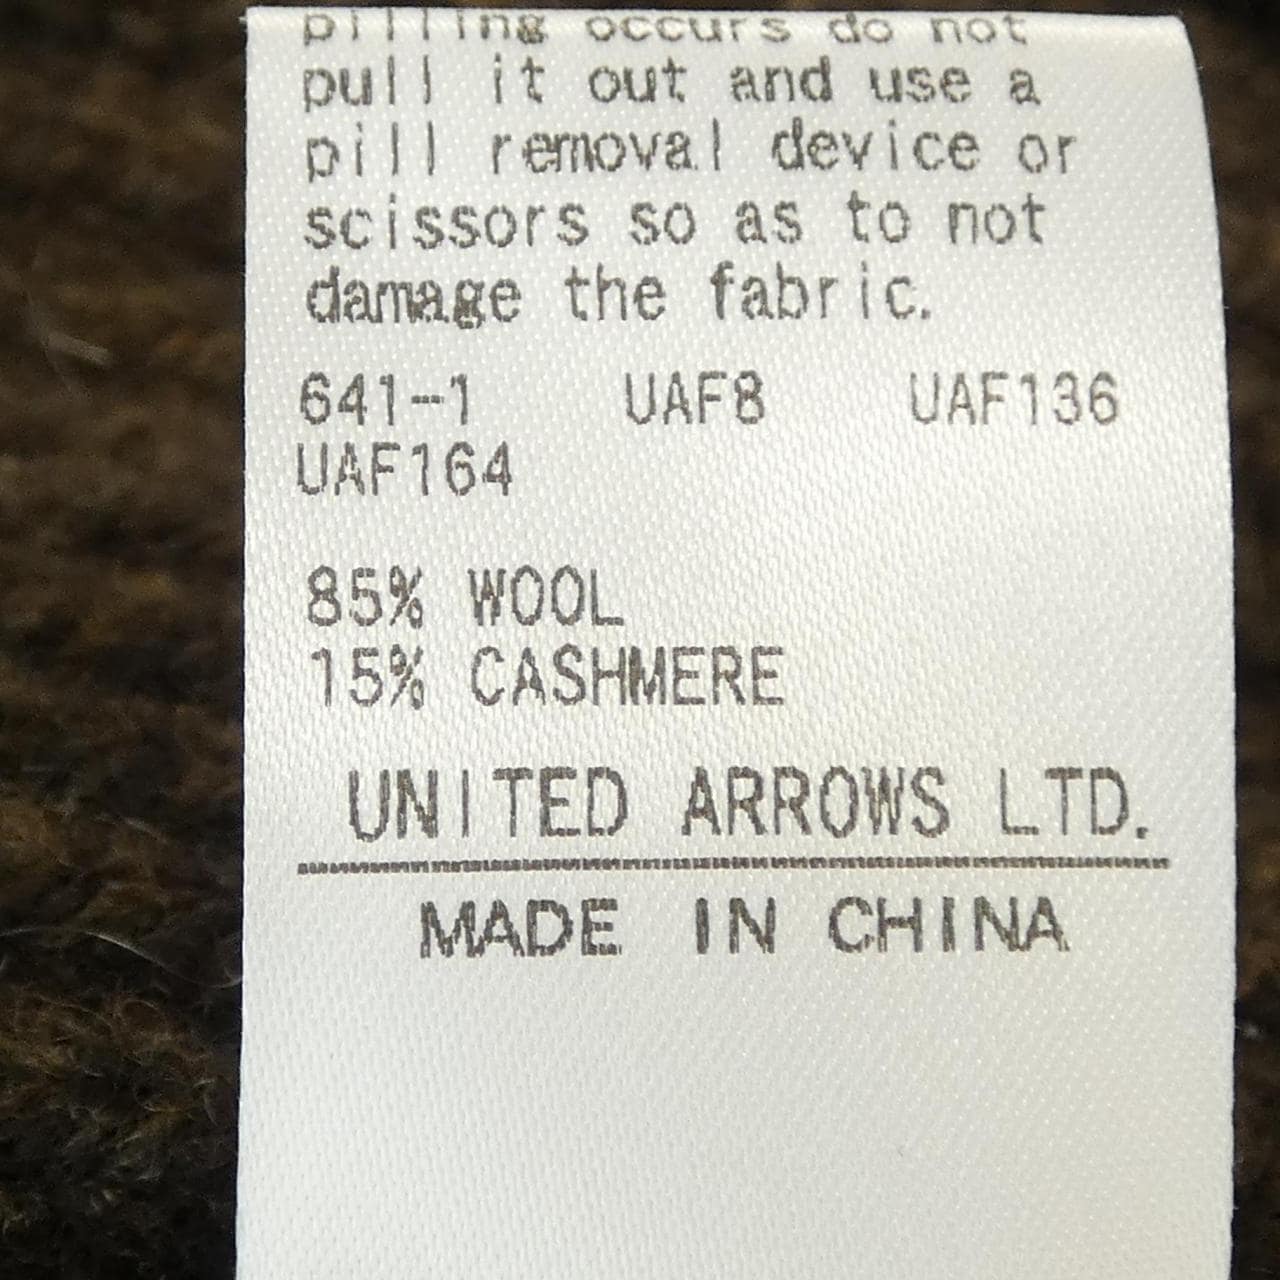 pilling occurs do not
pull it out and use a
pill removal device or
scissors so as to not
damage the fabric.
641-1 UAF8 UAF136
UAF164
85% WOOL
15% CASHMERE
UNITED ARROWS LTD.
MADE IN CHINA